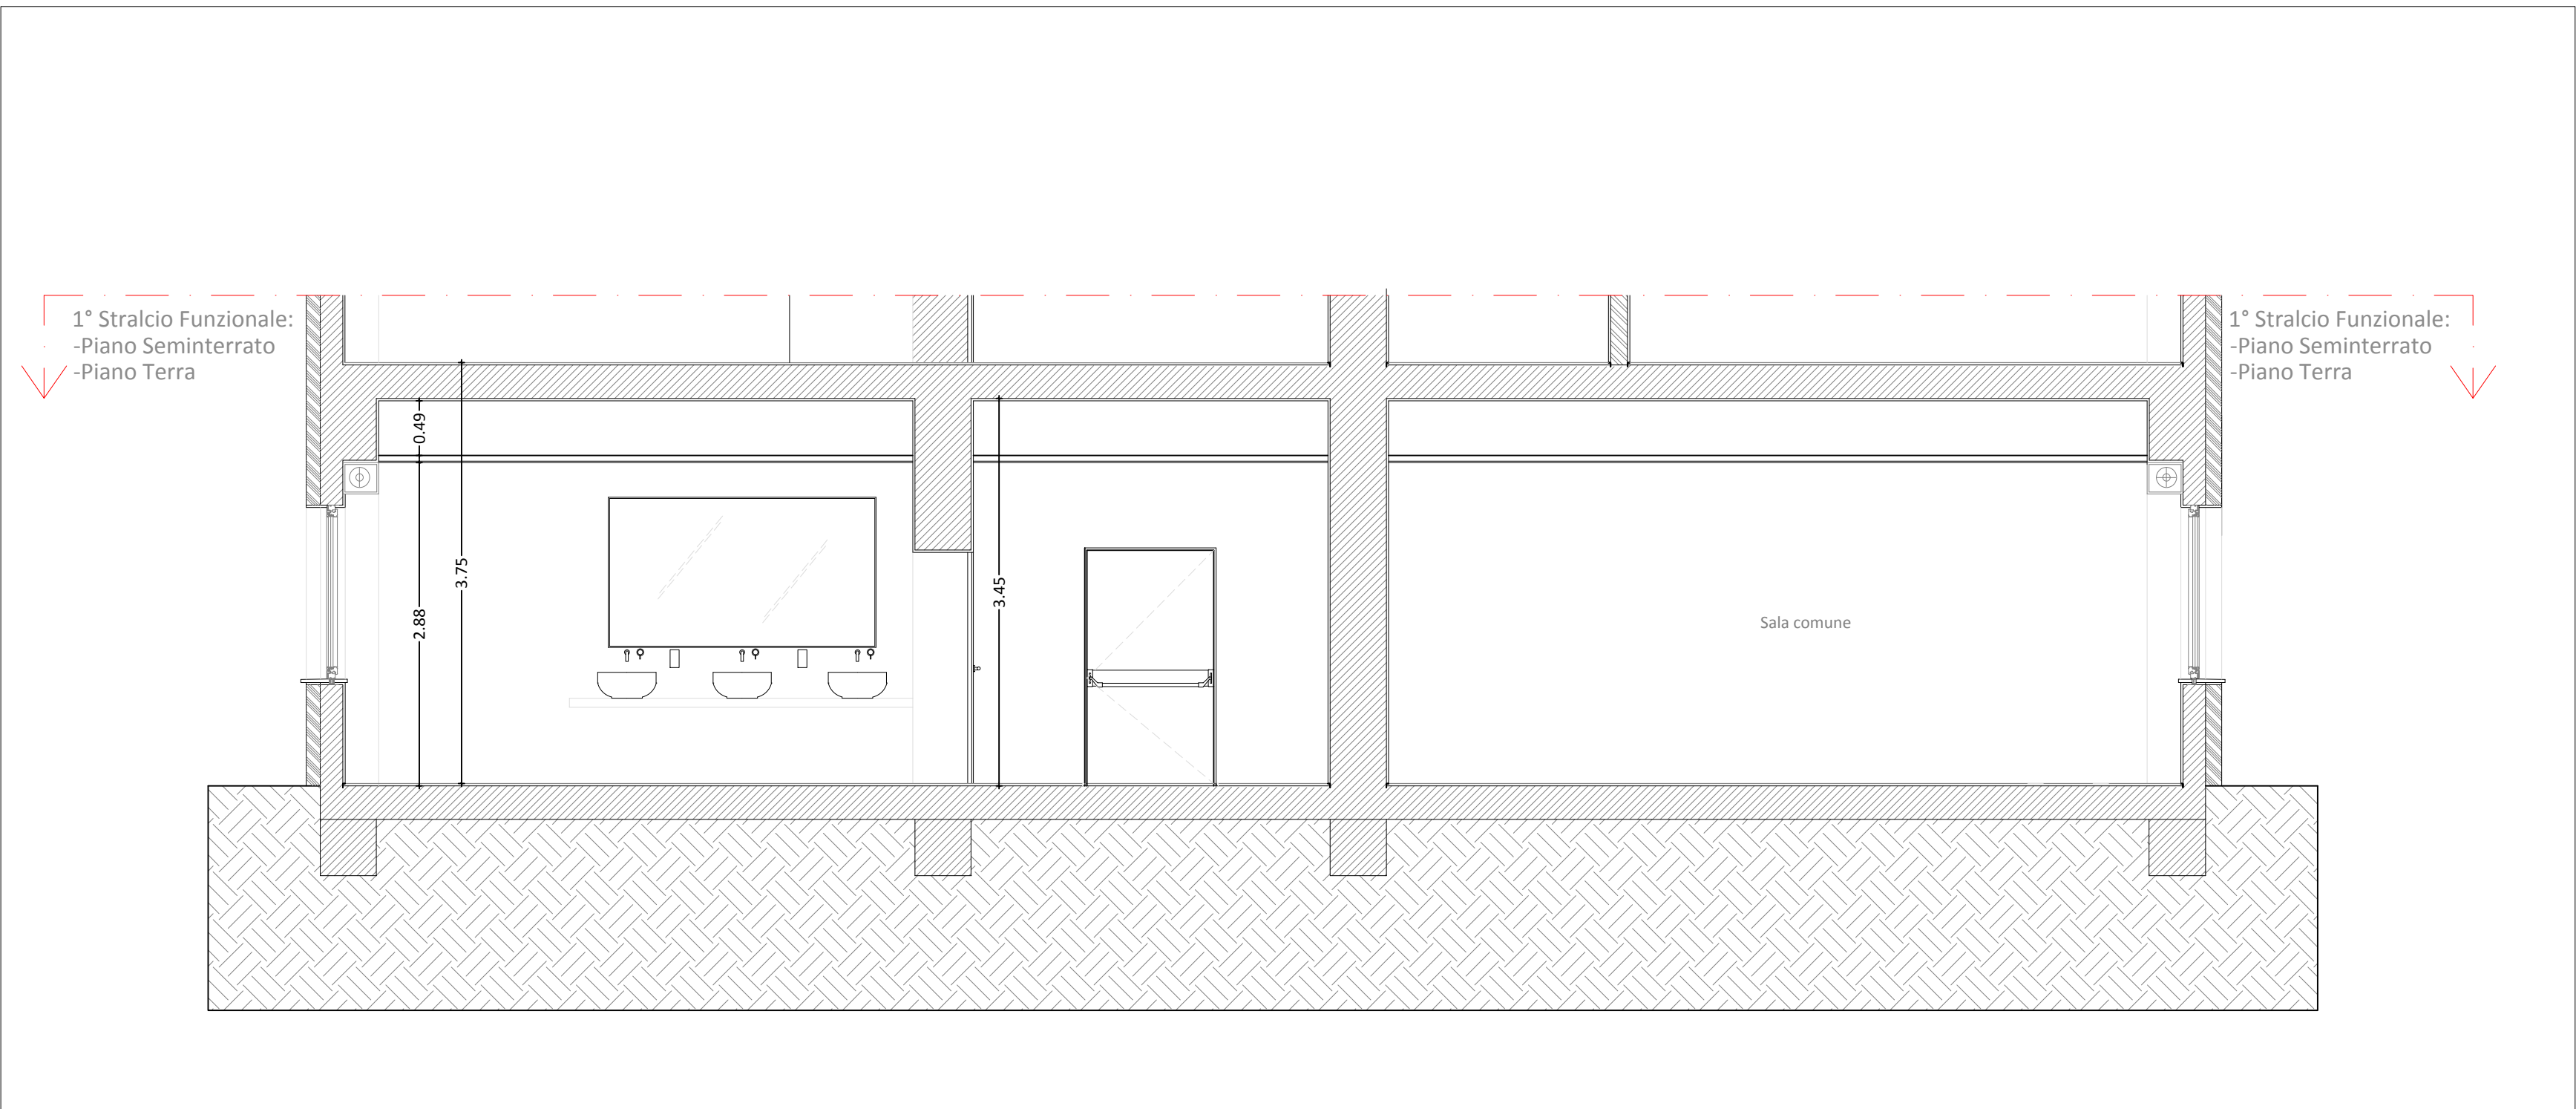 1° Stralcio Funzionale:
-Piano Seminterrato
-Piano Terra
1° Stralcio Funzionale:
-Piano Seminterrato
-Piano Terra
0.49
3.75
3.45
2.88
Sala comune